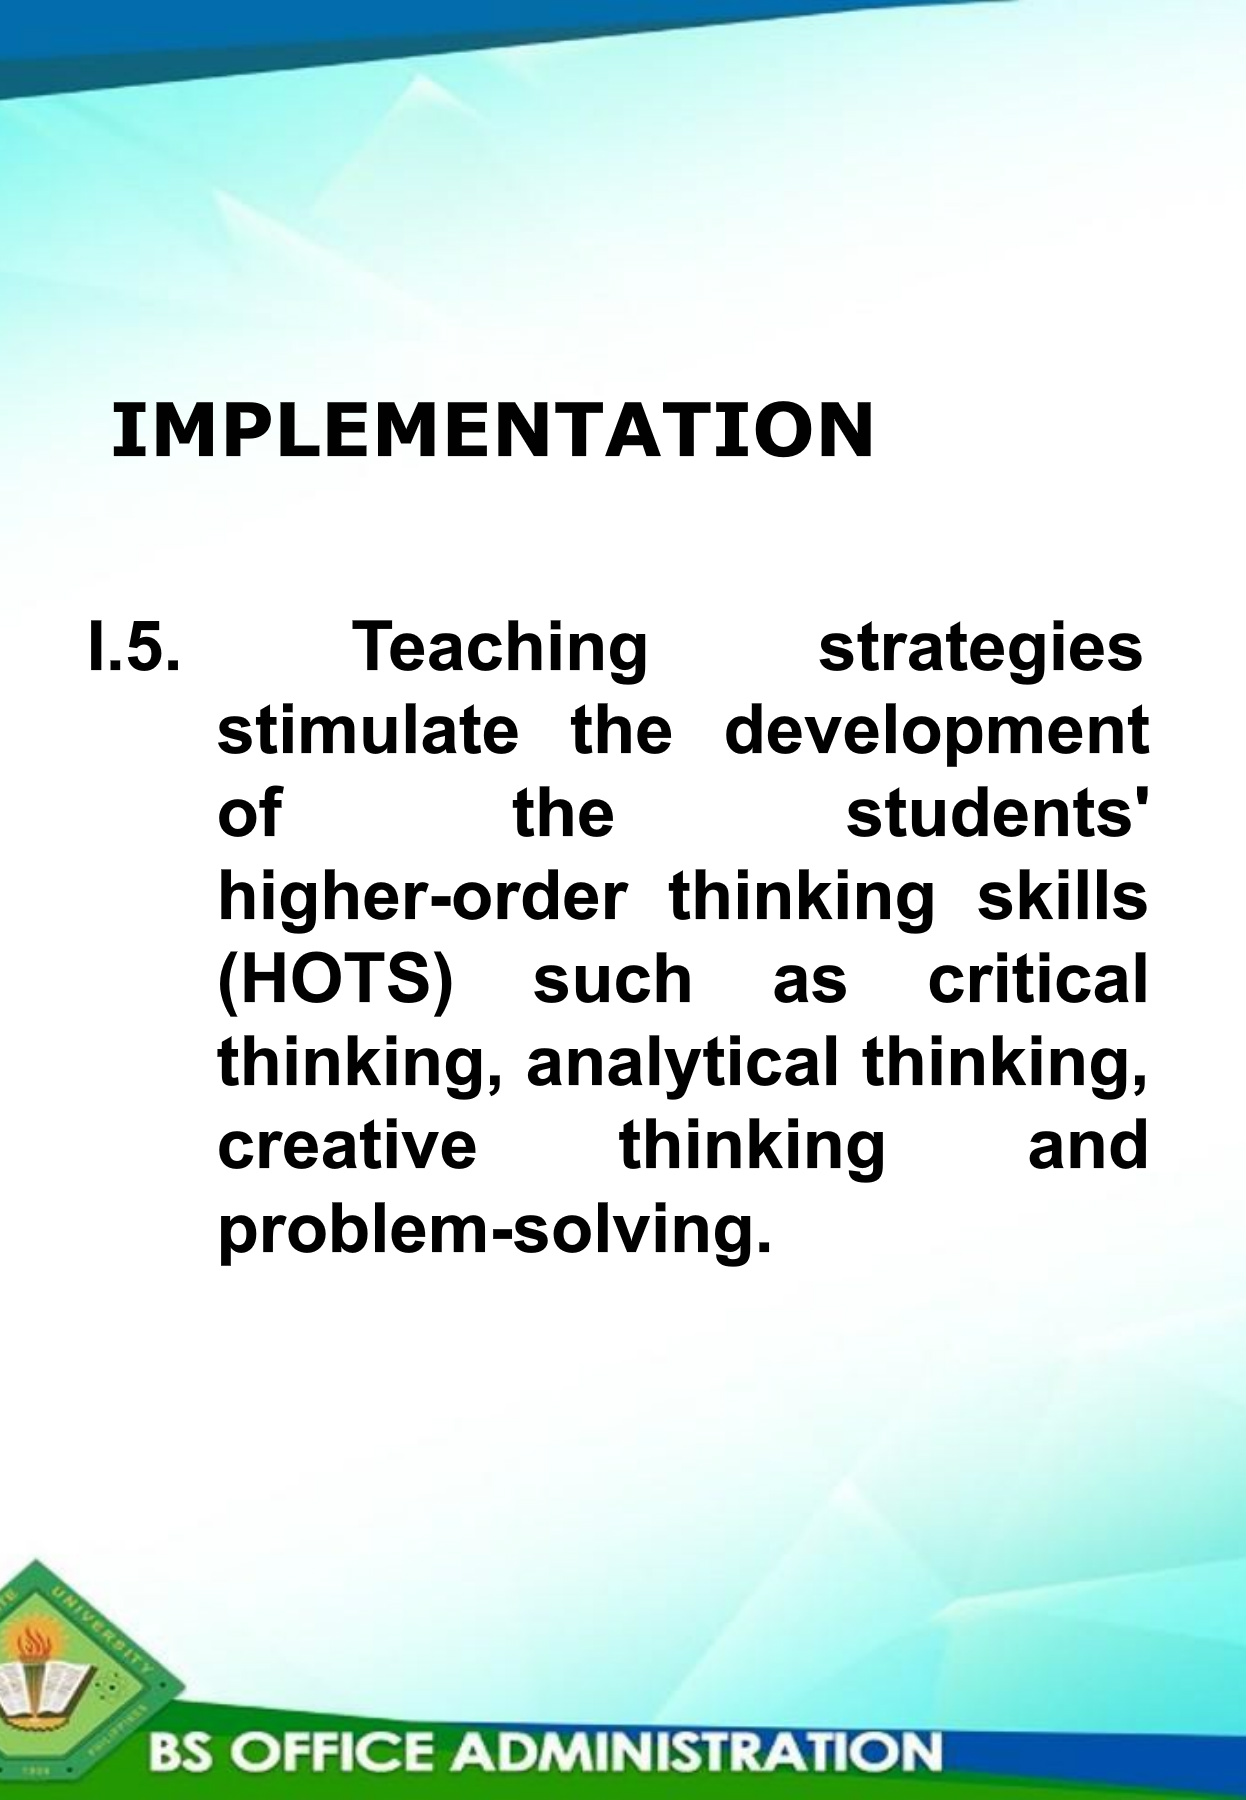 IMPLEMENTATION
I.5. Teaching strategies
stimulate the development
of the students'
higher-order thinking skills
(HOTS) such as critical
thinking, analytical thinking,
creative thinking and
problem-solving.
UNIVERSITY
PHILIPPINES
BS OFFICE ADMINISTRATION